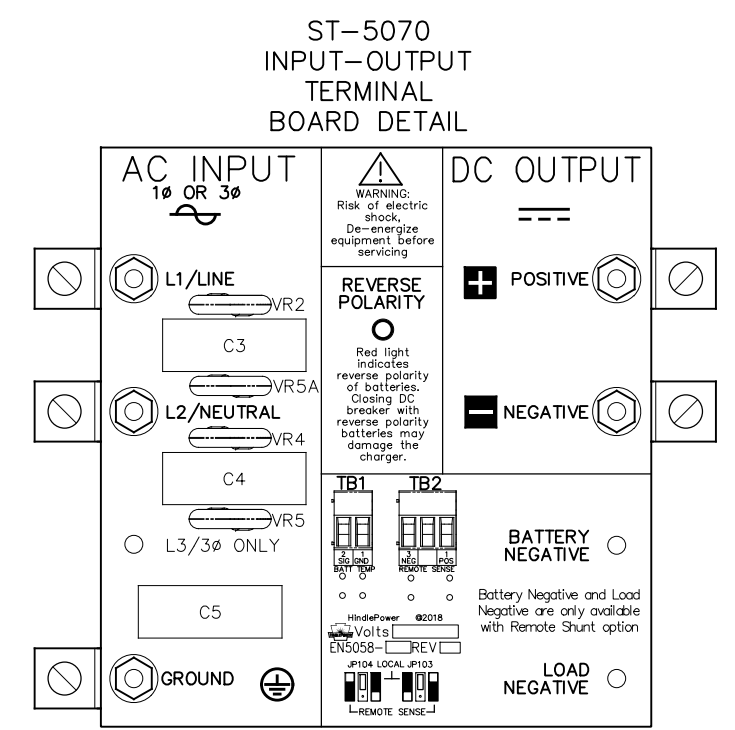 ST-5070
INPUT-OUTPUT
TERMINAL
BOARD DETAIL
AC INPUT
1ø OR 3ø
L1/LINE
VR2
C3
VR5A
L2/NEUTRAL
VR4
C4
VR5
L3/3ø ONLY
C5
GROUND
WARNING:
Risk of electric
shock,
De-energize
equipment before
servicing
REVERSE
POLARITY
Red light
indicates
reverse polarity
of batteries.
Closing DC
breaker with
reverse polarity
batteries may
damage the
charger.
DC OUTPUT
POSITIVE
NEGATIVE
TB1 TB2
2 1 3 1
SIG GND NEG POS
BATT TEMP REMOTE SENSE
HindlePower ©2018
Volts
EN5058- REV
JP104 LOCAL JP103
REMOTE SENSE
BATTERY
NEGATIVE
Battery Negative and Load
Negative are only available
with Remote Shunt option
LOAD
NEGATIVE